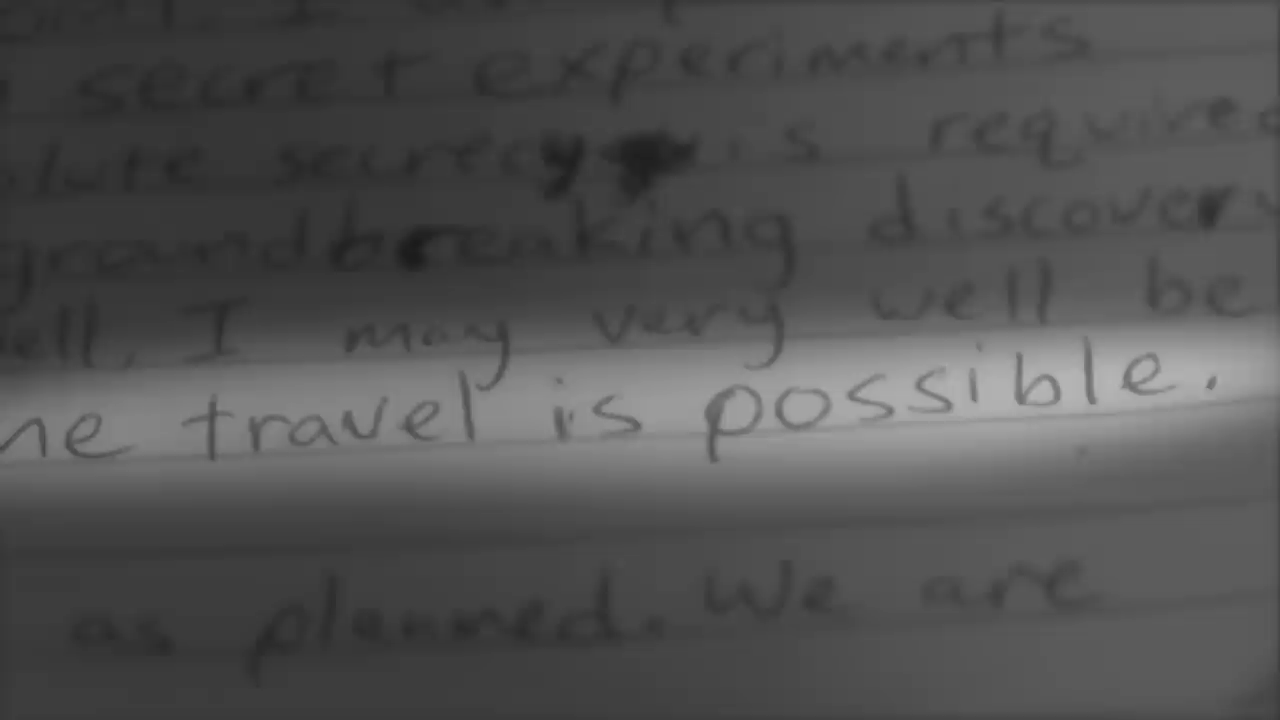 secret experiments
secrecy is required
groundbreaking discovery
I may very well be
travel is possible.
as planned. We are